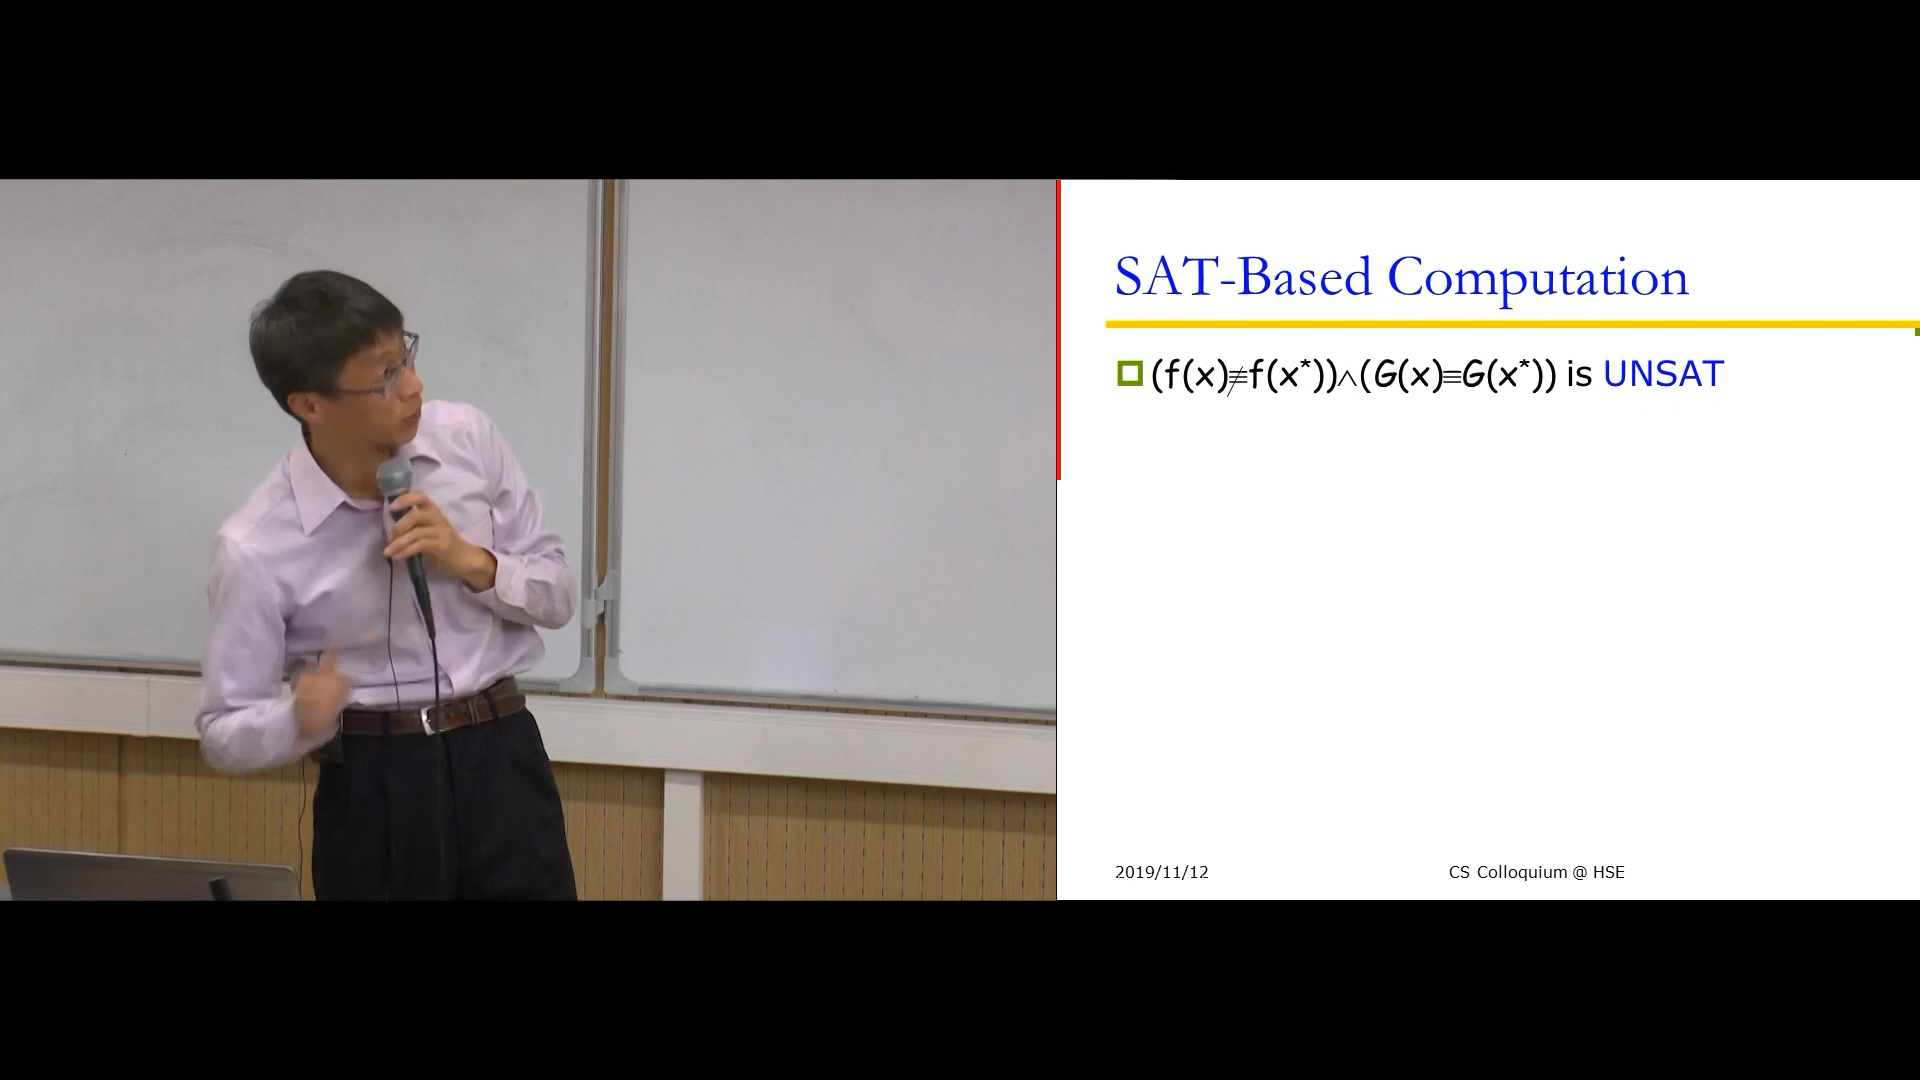 SAT-Based Computation
(f(x)≢f(x*))∧(G(x)≡G(x*)) is UNSAT
2019/11/12
CS Colloquium @ HSE